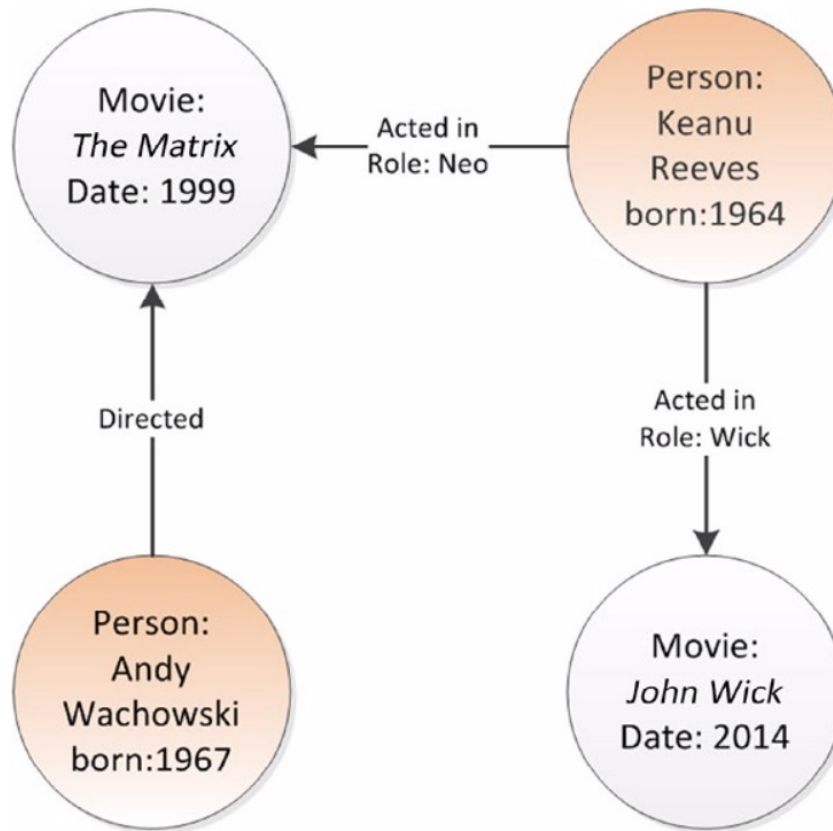 Movie:
The Matrix
Date: 1999
Acted in
Role: Neo
Person:
Keanu
Reeves
born:1964
Directed
Acted in
Role: Wick
Person:
Andy
Wachowski
born:1967
Movie:
John Wick
Date: 2014